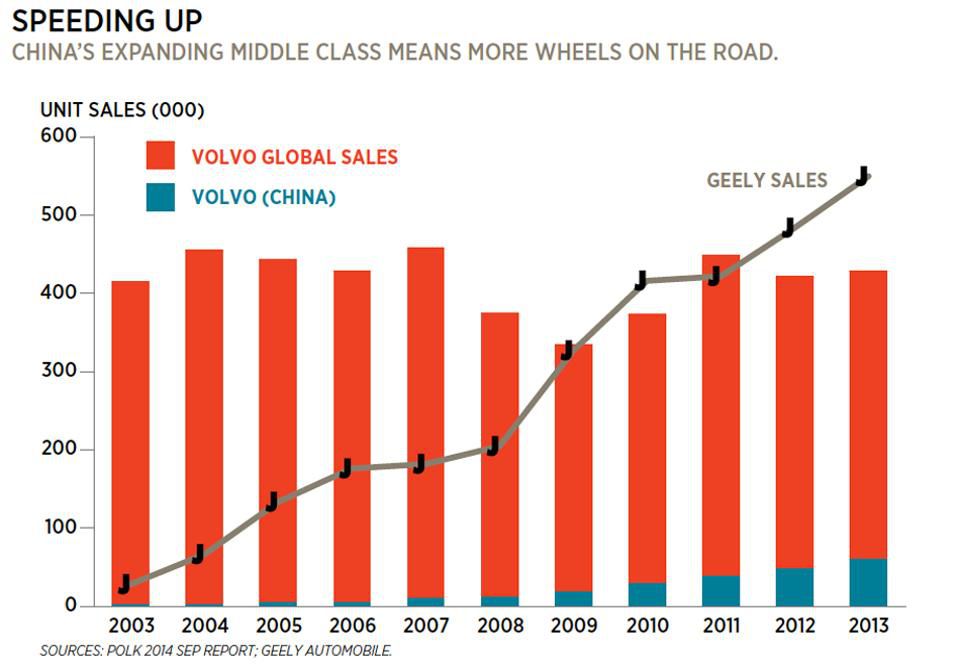 SPEEDING UP
CHINA'S EXPANDING MIDDLE CLASS MEANS MORE WHEELS ON THE ROAD.
UNIT SALES (000)
600
VOLVO GLOBAL SALES
VOLVO (CHINA)
GEELY SALES
500
400
300
200
100
0
J J J J J J J J J J J
2003 2004 2005 2006 2007 2008 2009 2010 2011 2012 2013
SOURCES: POLK 2014 SEP REPORT; GEELY AUTOMOBILE.